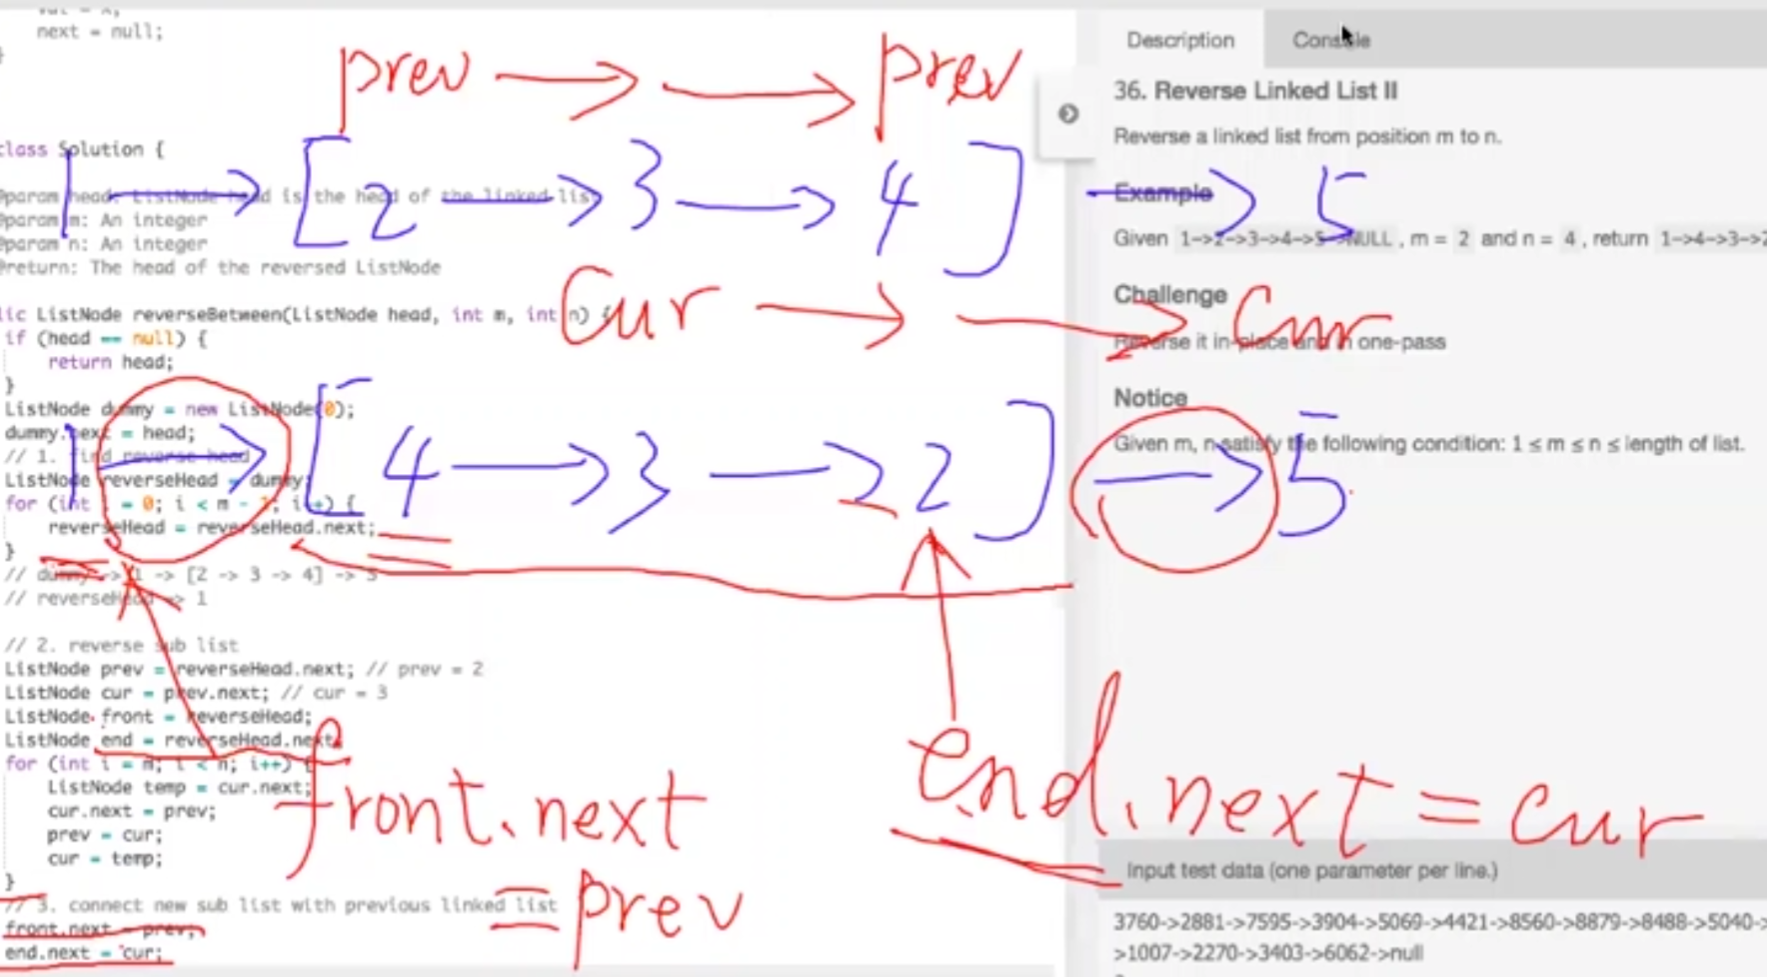 next = null;
prev prev
class Solution {
@param head: ListNode head is the head of the linked list
@param m: An integer
@param n: An integer
@return: The head of the reversed ListNode
1 [ 2 3 4 ] 5
lic ListNode reverseBetween(ListNode head, int m, int n) {
cur cur
if (head == null) {
return head;
}
ListNode dummy = new ListNode(0);
dummy.next = head;
// 1. find reverse head
ListNode reverseHead = dummy;
for (int i = 0; i < m - 1; i++) {
reverseHead = reverseHead.next;
}
1 [ 4 3 2 ] 5
// dummy -> 1 -> [2 -> 3 -> 4] -> 5
// reverseHead -> 1
// 2. reverse sub list
ListNode prev = reverseHead.next; // prev = 2
ListNode cur = prev.next; // cur = 3
ListNode front = reverseHead;
ListNode end = reverseHead.next;
for (int i = m; i < n; i++) {
ListNode temp = cur.next;
cur.next = prev;
prev = cur;
cur = temp;
}
front.next
= prev
end.next = cur
// 3. connect new sub list with previous linked list
front.next = prev;
end.next = cur;
Description Console
36. Reverse Linked List II
Reverse a linked list from position m to n.
Example
Given 1->2->3->4->5->NULL , m = 2 and n = 4 , return 1->4->3->2
Challenge
Reverse it in-place and in one-pass
Notice
Given m, n satisfy the following condition: 1 ≤ m ≤ n ≤ length of list.
Input test data (one parameter per line.)
3760->2881->7595->3904->5069->4421->8560->8879->8488->5040->
>1007->2270->3403->6062->null